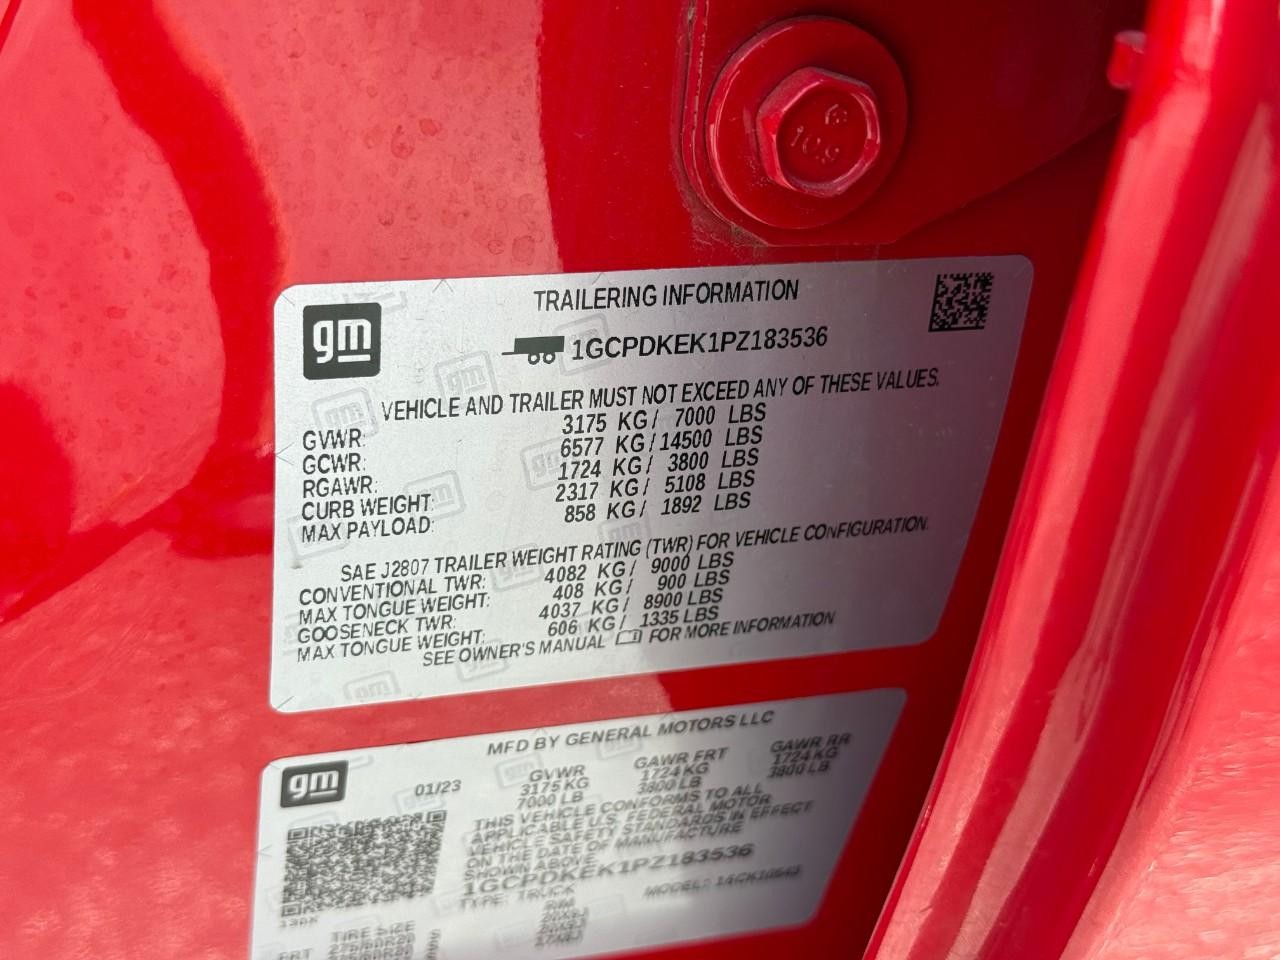 10.9
gm
TRAILERING INFORMATION
1GCPDKEK1PZ183536
VEHICLE AND TRAILER MUST NOT EXCEED ANY OF THESE VALUES.
GVWR: 3175 KG/ 7000 LBS
GCWR: 6577 KG/14500 LBS
RGAWR: 1724 KG/ 3800 LBS
CURB WEIGHT: 2317 KG/ 5108 LBS
MAX PAYLOAD: 858 KG/ 1892 LBS
SAE J2807 TRAILER WEIGHT RATING (TWR) FOR VEHICLE CONFIGURATION.
CONVENTIONAL TWR: 4082 KG/ 9000 LBS
MAX TONGUE WEIGHT: 408 KG/ 900 LBS
GOOSENECK TWR: 4037 KG/ 8900 LBS
MAX TONGUE WEIGHT: 606 KG/ 1335 LBS
SEE OWNER'S MANUAL FOR MORE INFORMATION
gm
MFD BY GENERAL MOTORS LLC
01/23 GVWR GAWR FRT GAWR RR
3175 KG 1724 KG 1724 KG
7000 LB 3800 LB 3800 LB
THIS VEHICLE CONFORMS TO ALL
APPLICABLE U.S. FEDERAL MOTOR
VEHICLE SAFETY STANDARDS IN EFFECT
ON THE DATE OF MANUFACTURE
SHOWN ABOVE
1GCPDKEK1PZ183536
TYPE: TRUCK MODEL:
TIRE SIZE RIM
FRT 275/60R20